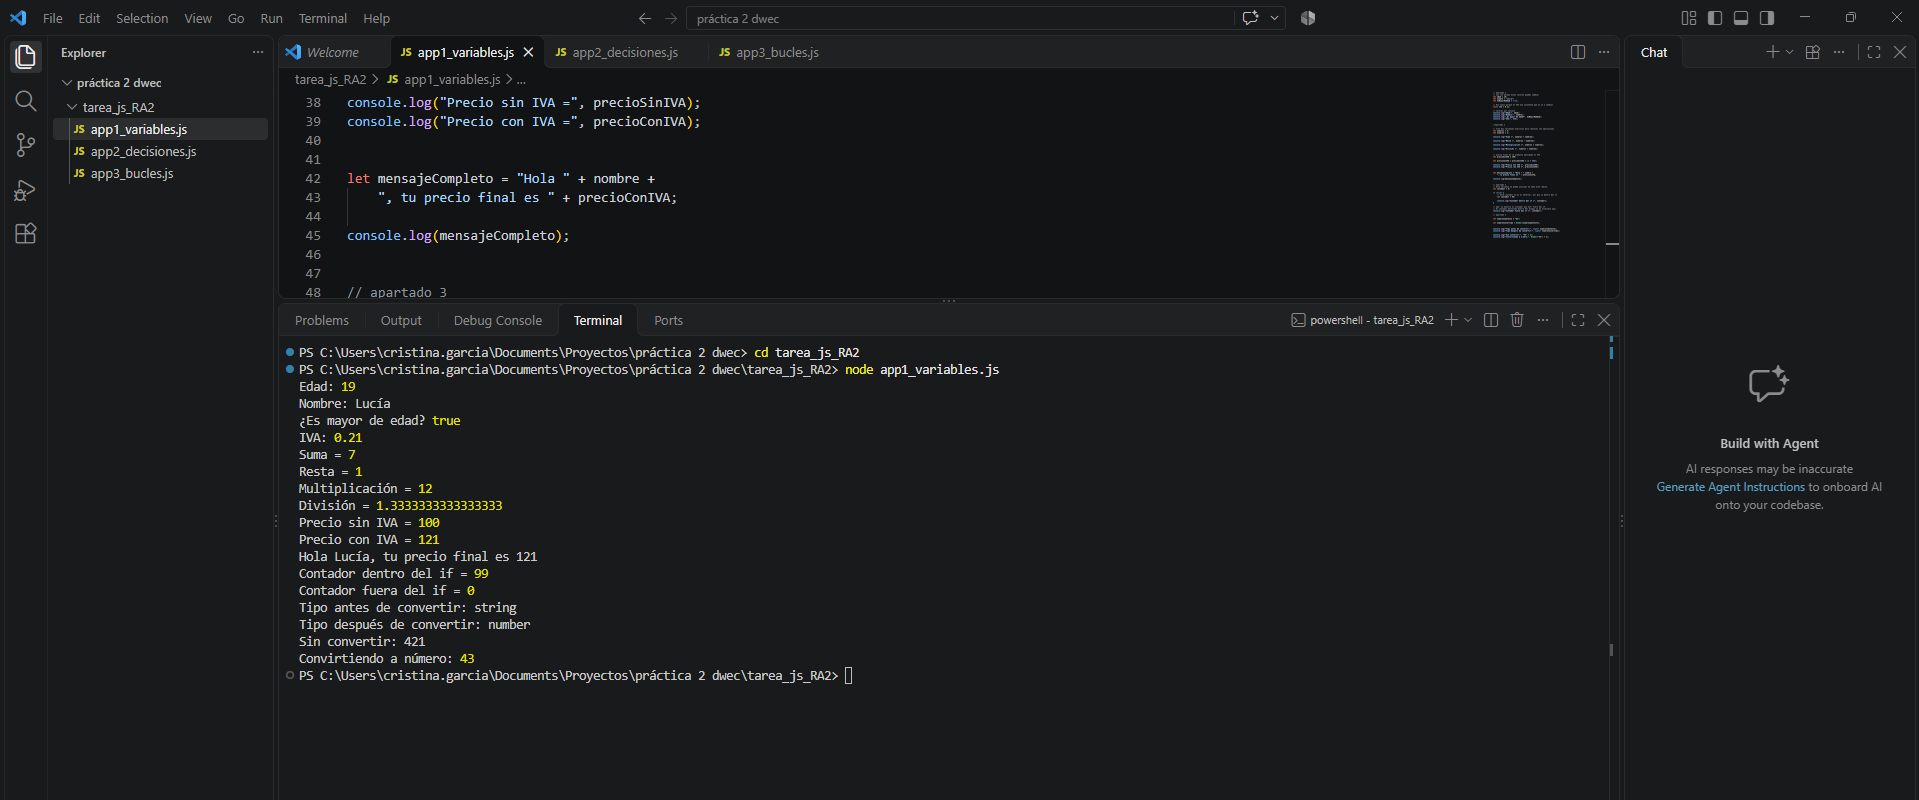 File Edit Selection View Go Run Terminal Help
práctica 2 dwec
Explorer
práctica 2 dwec
tarea_js_RA2
JS app1_variables.js
JS app2_decisiones.js
JS app3_bucles.js
Welcome
JS app1_variables.js
JS app2_decisiones.js
JS app3_bucles.js
tarea_js_RA2 > JS app1_variables.js > ...
38 console.log("Precio sin IVA =", precioSinIVA);
39 console.log("Precio con IVA =", precioConIVA);
40
41
42 let mensajeCompleto = "Hola " + nombre +
43 ", tu precio final es " + precioConIVA;
44
45 console.log(mensajeCompleto);
46
47
48 // apartado 3
Problems Output Debug Console Terminal Ports
powershell - tarea_js_RA2
PS C:\Users\cristina.garcia\Documents\Proyectos\práctica 2 dwec> cd tarea_js_RA2
PS C:\Users\cristina.garcia\Documents\Proyectos\práctica 2 dwec\tarea_js_RA2> node app1_variables.js
Edad: 19
Nombre: Lucía
¿Es mayor de edad? true
IVA: 0.21
Suma = 7
Resta = 1
Multiplicación = 12
División = 1.3333333333333333
Precio sin IVA = 100
Precio con IVA = 121
Hola Lucía, tu precio final es 121
Contador dentro del if = 99
Contador fuera del if = 0
Tipo antes de convertir: string
Tipo después de convertir: number
Sin convertir: 421
Convirtiendo a número: 43
PS C:\Users\cristina.garcia\Documents\Proyectos\práctica 2 dwec\tarea_js_RA2>
Chat
Build with Agent
AI responses may be inaccurate
Generate Agent Instructions to onboard AI
onto your codebase.